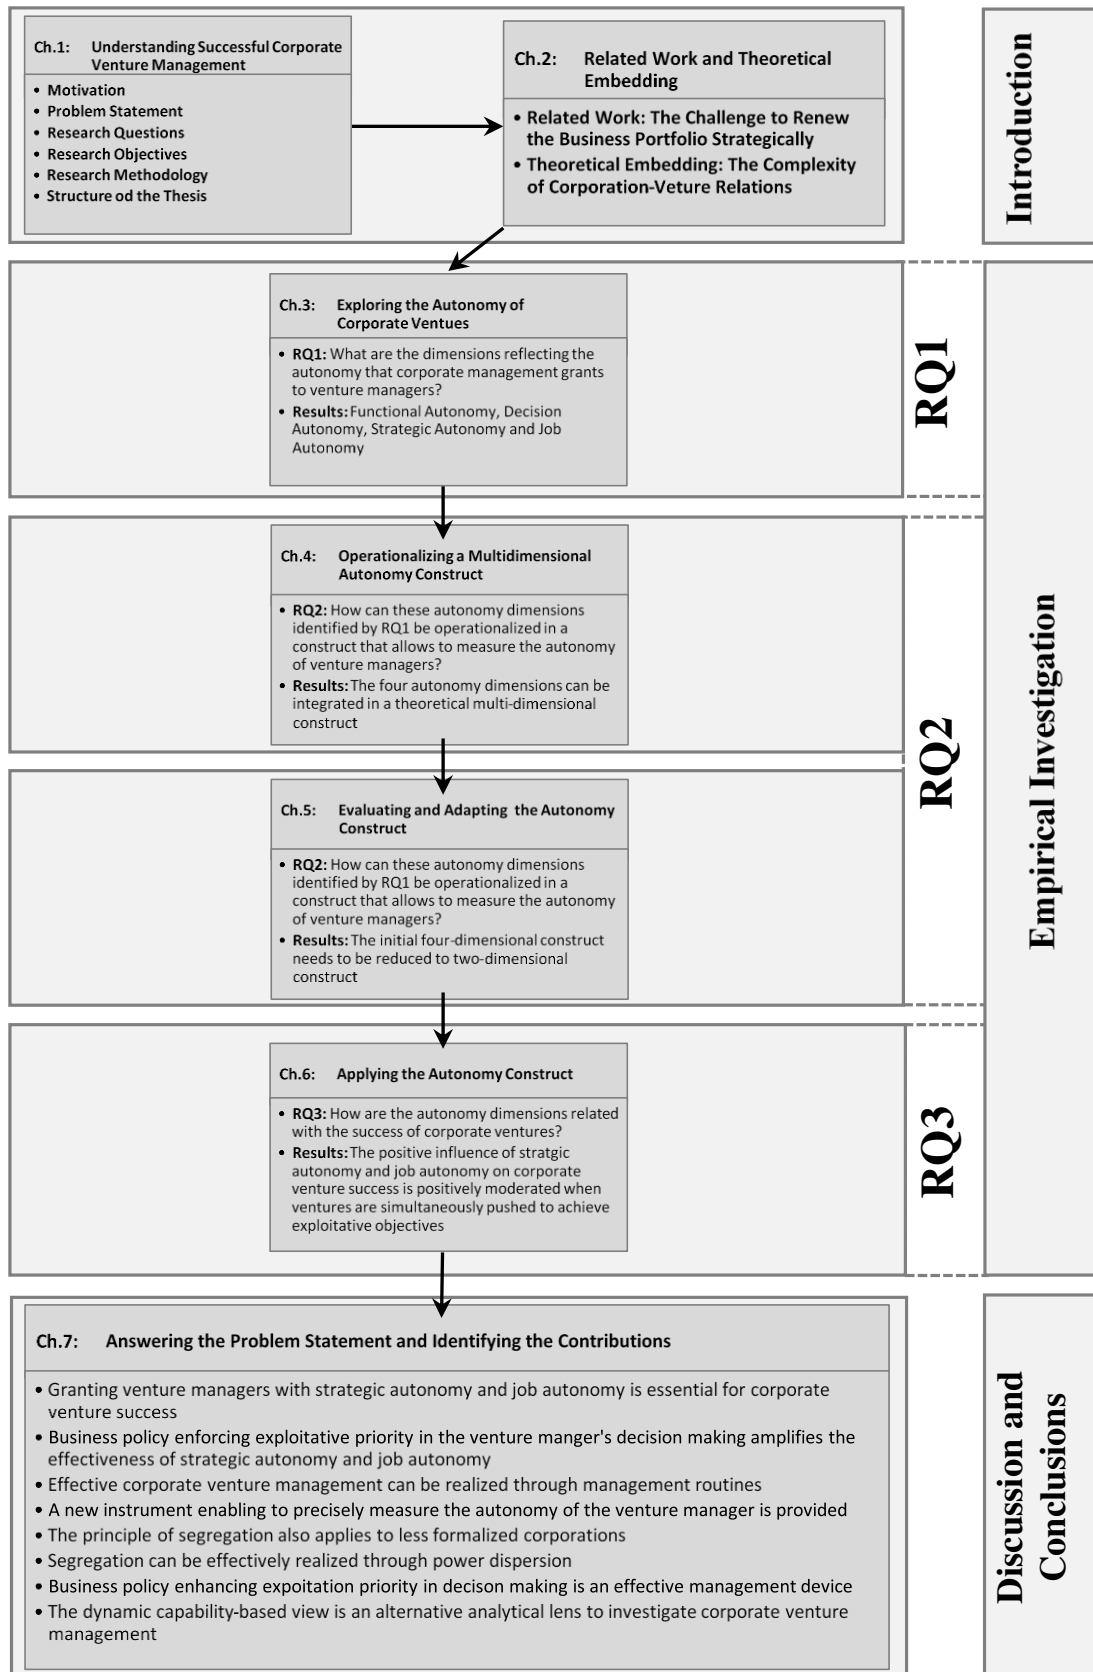 Ch.1: Understanding Successful Corporate
Venture Management
• Motivation
• Problem Statement
• Research Questions
• Research Objectives
• Research Methodology
• Structure od the Thesis
Ch.2: Related Work and Theoretical
Embedding
• Related Work: The Challenge to Renew
the Business Portfolio Strategically
• Theoretical Embedding: The Complexity
of Corporation-Veture Relations
Introduction
Ch.3: Exploring the Autonomy of
Corporate Ventues
• RQ1: What are the dimensions reflecting the
autonomy that corporate management grants
to venture managers?
• Results: Functional Autonomy, Decision
Autonomy, Strategic Autonomy and Job
Autonomy
RQ1
Ch.4: Operationalizing a Multidimensional
Autonomy Construct
• RQ2: How can these autonomy dimensions
identified by RQ1 be operationalized in a
construct that allows to measure the autonomy
of venture managers?
• Results: The four autonomy dimensions can be
integrated in a theoretical multi-dimensional
construct
RQ2
Ch.5: Evaluating and Adapting the Autonomy
Construct
• RQ2: How can these autonomy dimensions
identified by RQ1 be operationalized in a
construct that allows to measure the autonomy
of venture managers?
• Results: The initial four-dimensional construct
needs to be reduced to two-dimensional
construct
Empirical Investigation
Ch.6: Applying the Autonomy Construct
• RQ3: How are the autonomy dimensions related
with the success of corporate ventures?
• Results: The positive influence of stratgic
autonomy and job autonomy on corporate
venture success is positively moderated when
ventures are simultaneously pushed to achieve
exploitative objectives
RQ3
Ch.7: Answering the Problem Statement and Identifying the Contributions
• Granting venture managers with strategic autonomy and job autonomy is essential for corporate
venture success
• Business policy enforcing exploitative priority in the venture manger's decision making amplifies the
effectiveness of strategic autonomy and job autonomy
• Effective corporate venture management can be realized through management routines
• A new instrument enabling to precisely measure the autonomy of the venture manager is provided
• The principle of segregation also applies to less formalized corporations
• Segregation can be effectively realized through power dispersion
• Business policy enhancing expoitation priority in decison making is an effective management device
• The dynamic capability-based view is an alternative analytical lens to investigate corporate venture
management
Discussion and
Conclusions